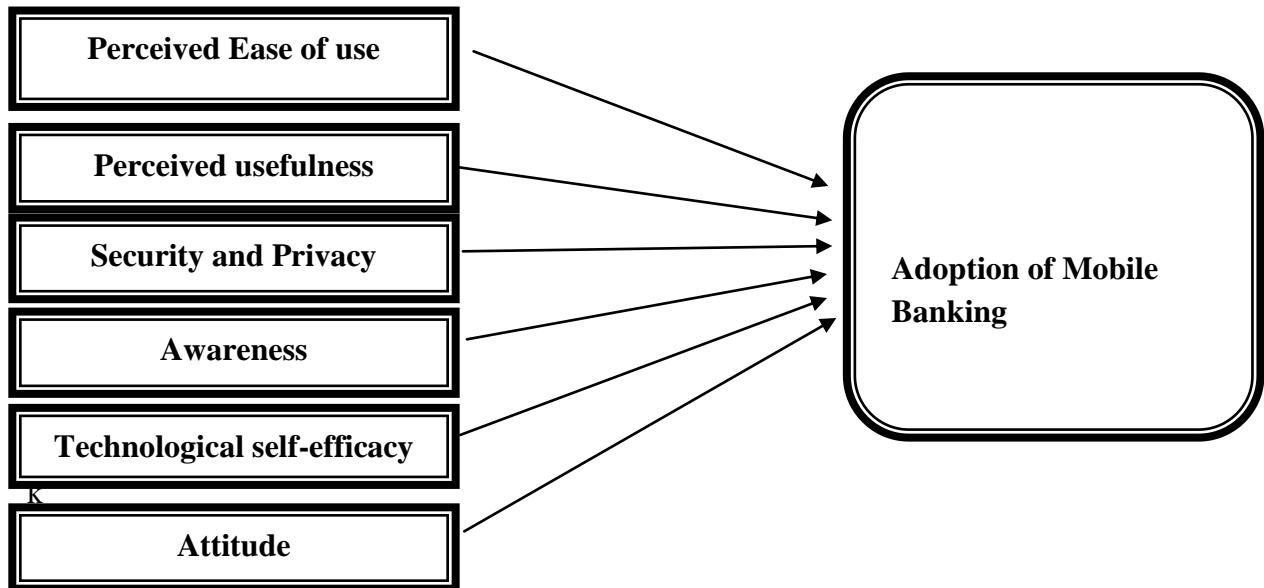 Perceived Ease of use
Perceived usefulness
Security and Privacy
Awareness
Technological self-efficacy
K
Attitude
Adoption of Mobile
Banking